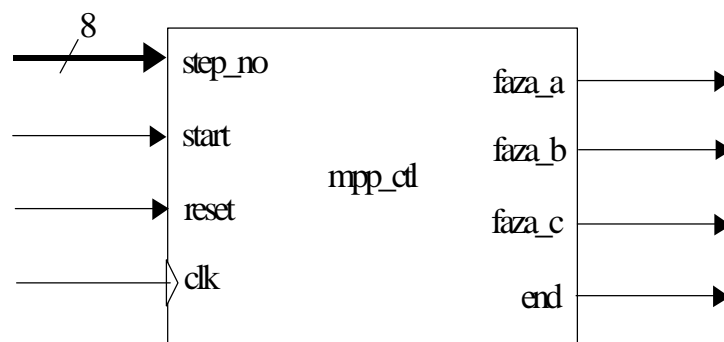 8
step_no
start
reset
clk
mpp_ctl
faza_a
faza_b
faza_c
end